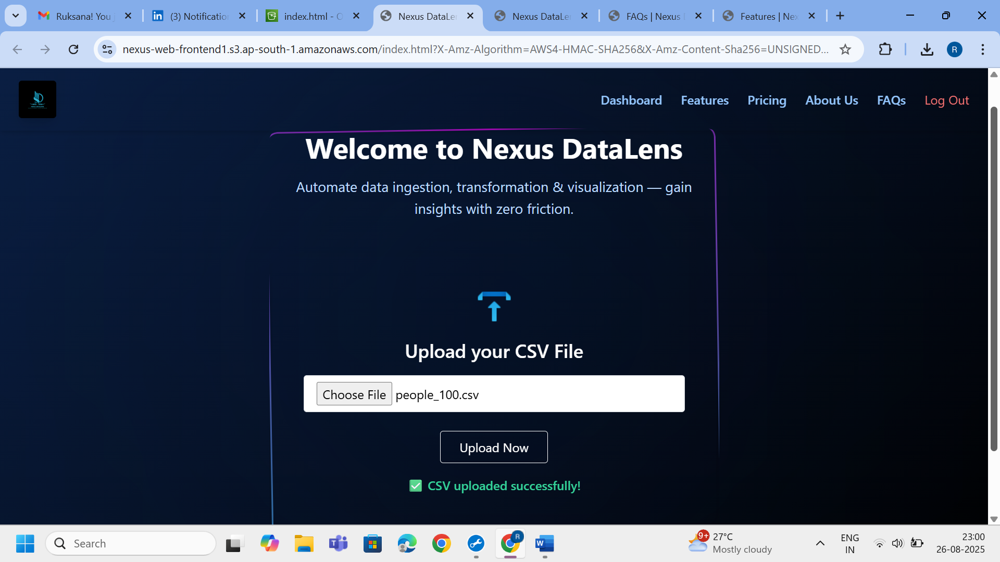 Ruksana! You j
(3) Notification
index.html - O
Nexus DataLen
Nexus DataLe
FAQs | Nexus D
Features | Nex
nexus-web-frontend1.s3.ap-south-1.amazonaws.com/index.html?X-Amz-Algorithm=AWS4-HMAC-SHA256&X-Amz-Content-Sha256=UNSIGNED...
R
Dashboard
Features
Pricing
About Us
FAQs
Log Out
Welcome to Nexus DataLens
Automate data ingestion, transformation & visualization — gain
insights with zero friction.
Upload your CSV File
Choose File people_100.csv
Upload Now
✅ CSV uploaded successfully!
Search
R
9+
27°C
Mostly cloudy
ENG
IN
23:00
26-08-2025